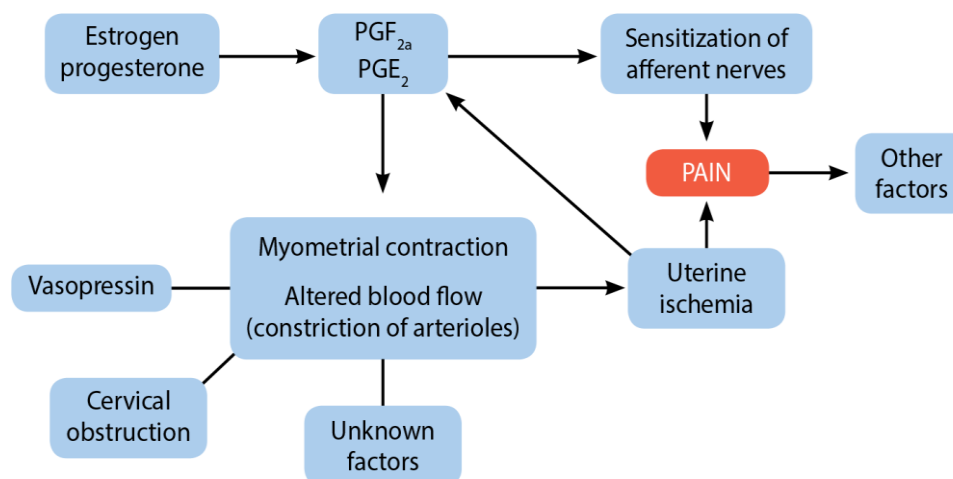 Estrogen
progesterone
PGF2a
PGE2
Sensitization of
afferent nerves
PAIN
Other
factors
Myometrial contraction
Altered blood flow
(constriction of arterioles)
Vasopressin
Uterine
ischemia
Cervical
obstruction
Unknown
factors